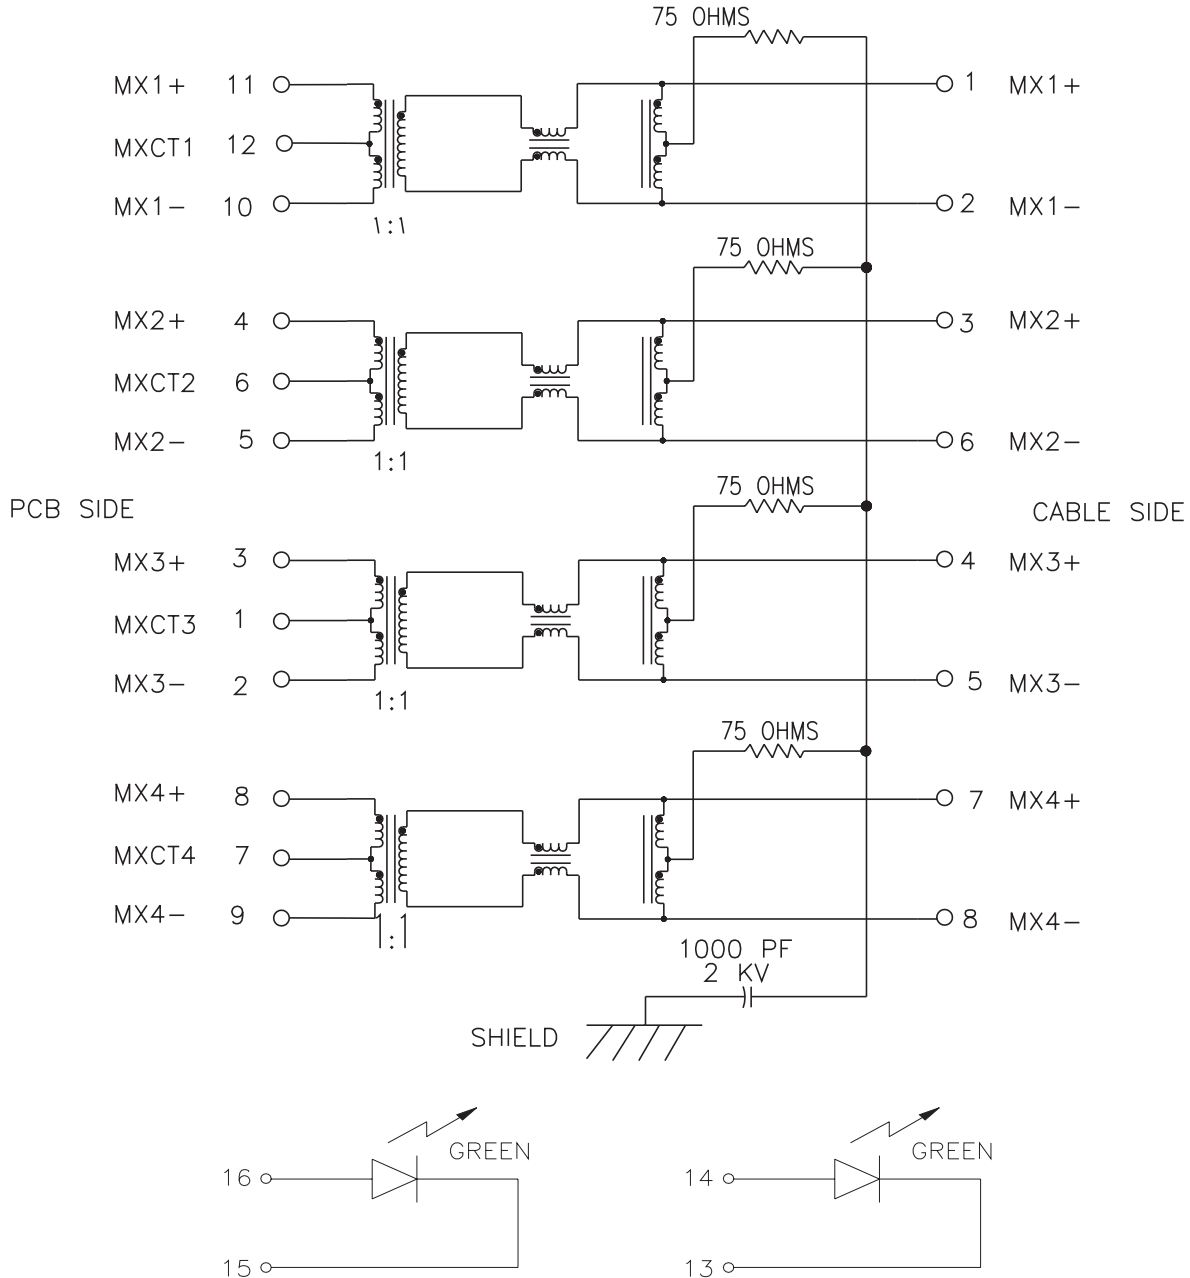 75 OHMS
MX1+ 11 1 MX1+
MXCT1 12
MX1- 10 2 MX1-
1:1
75 OHMS
MX2+ 4 3 MX2+
MXCT2 6
MX2- 5 6 MX2-
1:1
75 OHMS
PCB SIDE CABLE SIDE
MX3+ 3 4 MX3+
MXCT3 1
MX3- 2 5 MX3-
1:1
75 OHMS
MX4+ 8 7 MX4+
MXCT4 7
MX4- 9 8 MX4-
1:1
1000 PF
2 KV
SHIELD
GREEN GREEN
16 14
15 13